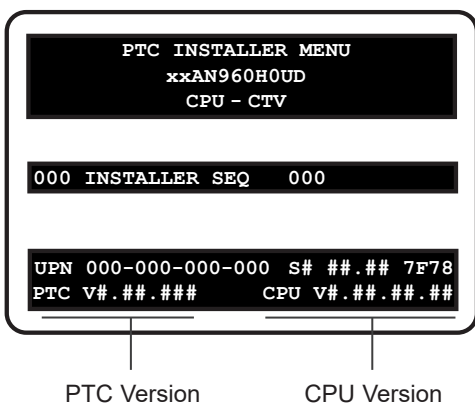 PTC INSTALLER MENU
xxAN960H0UD
CPU – CTV
000 INSTALLER SEQ 000
UPN 000-000-000-000 S# ##.## 7F78
PTC V#.##.### CPU V#.##.##.##
PTC Version CPU Version